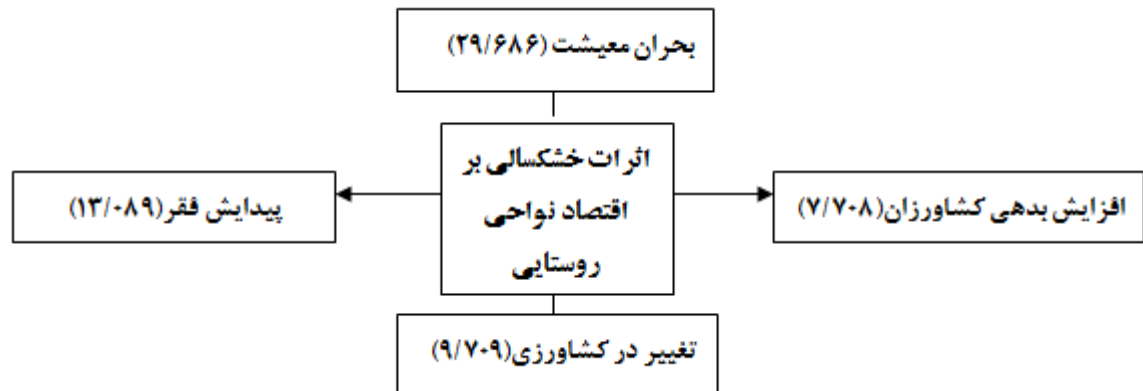 بحران معیشت (۲۹/۶۸۶)
اثرات خشکسالی بر
اقتصاد نواحی
روستایی
افزایش بدهی کشاورزان(۷/۷۰۸)
پیدایش فقر(۱۳/۰۸۹)
تغییر در کشاورزی(۹/۷۰۹)